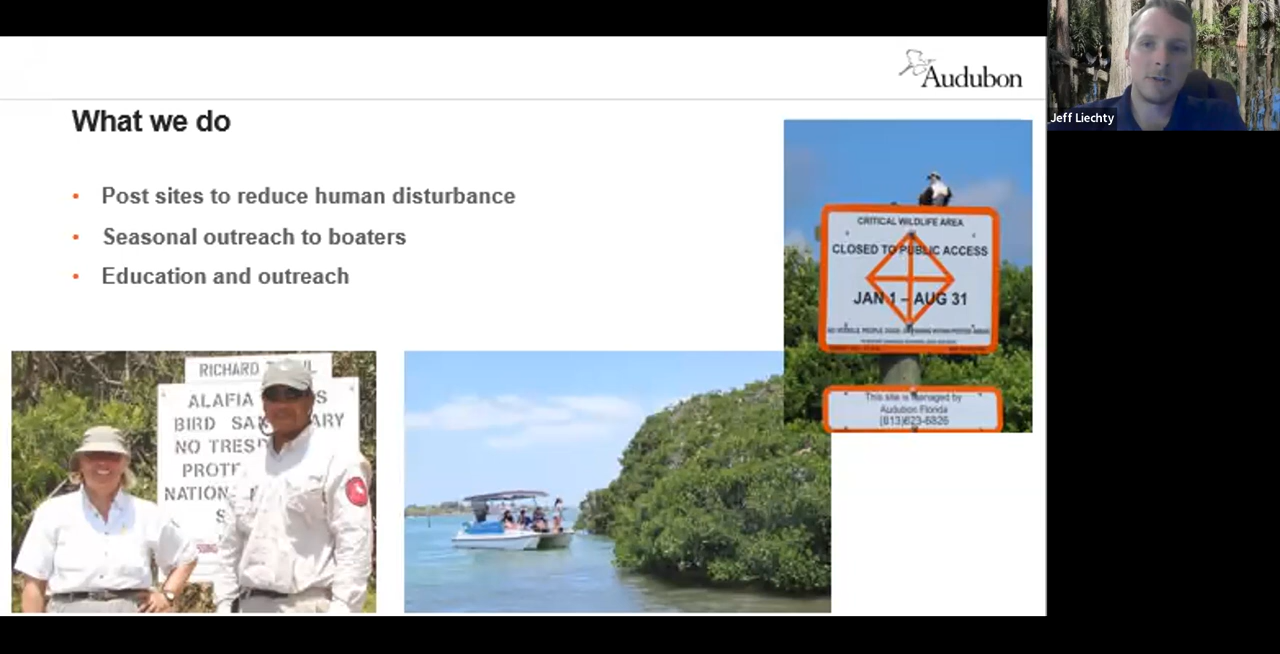 Audubon
What we do
• Post sites to reduce human disturbance
• Seasonal outreach to boaters
• Education and outreach
Jeff Liechty
CRITICAL WILDLIFE AREA
CLOSED TO PUBLIC ACCESS
JAN 1 – AUG 31
This site is managed by
Audubon Florida
(813)623-6826
RICHARD
ALAFIA
BIRD SAN ARY
NO TRESP
PROTE
NATION
S